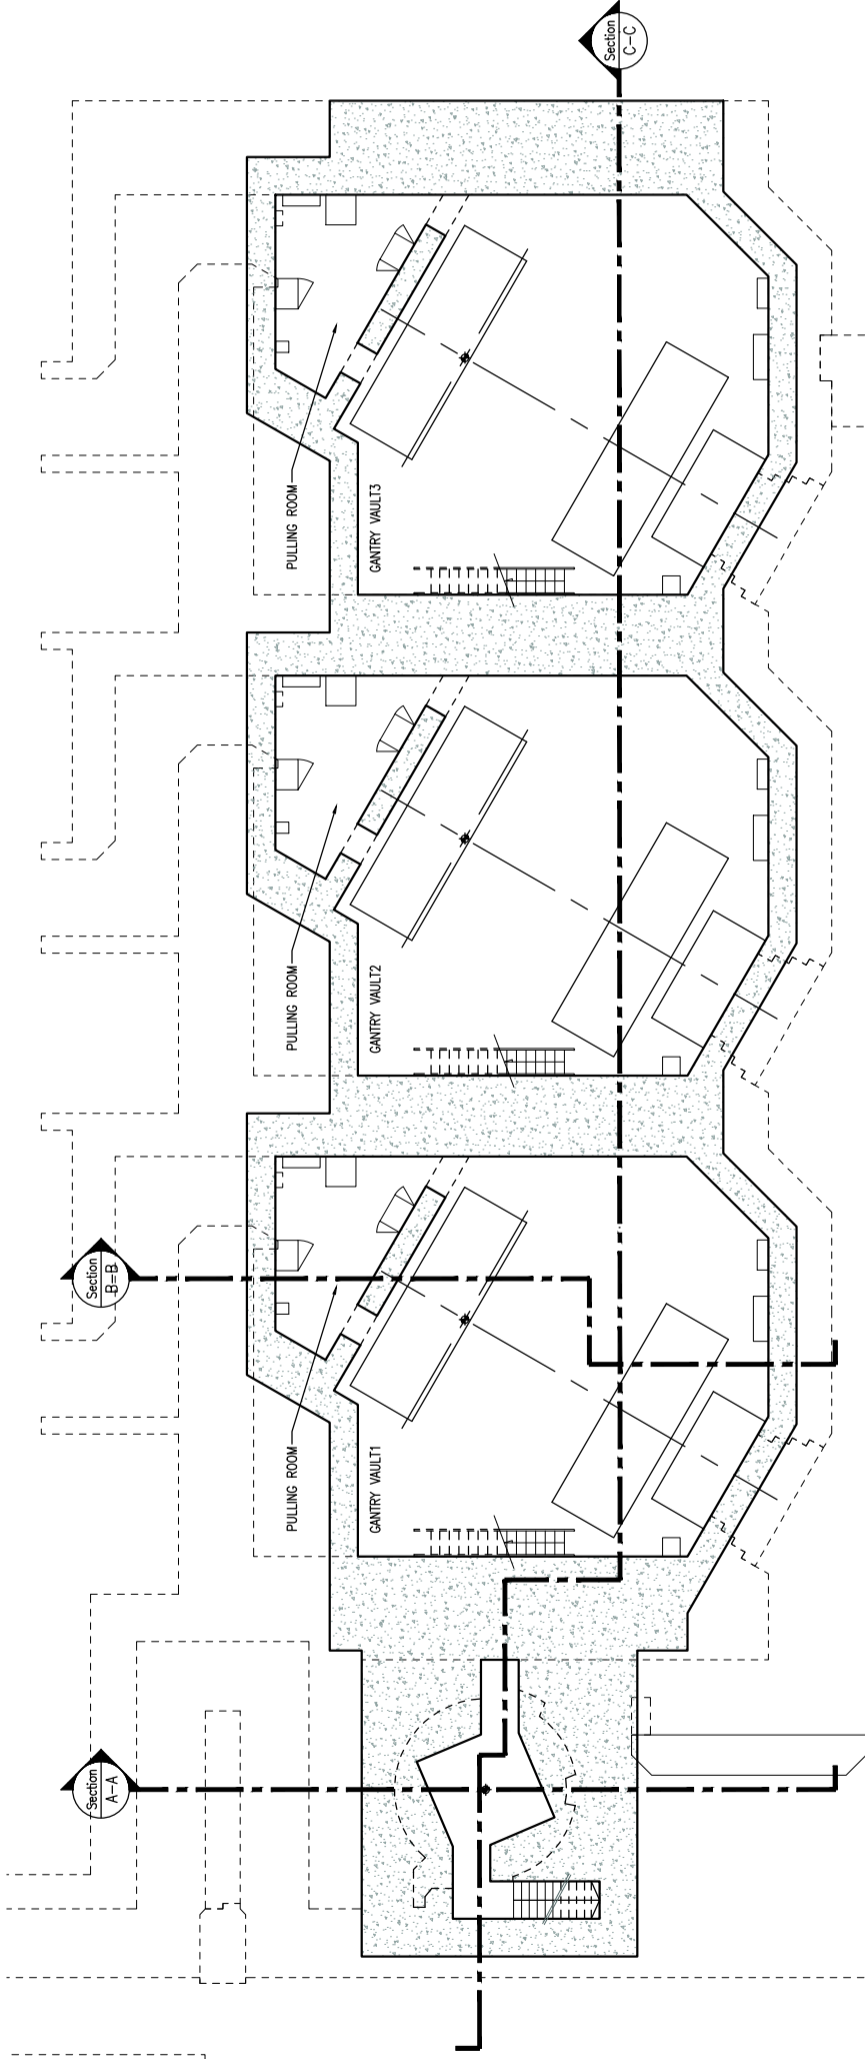 Section
C-C
PULLING ROOM
GANTRY VAULT3
PULLING ROOM
GANTRY VAULT2
Section
B-B
PULLING ROOM
GANTRY VAULT1
Section
A-A